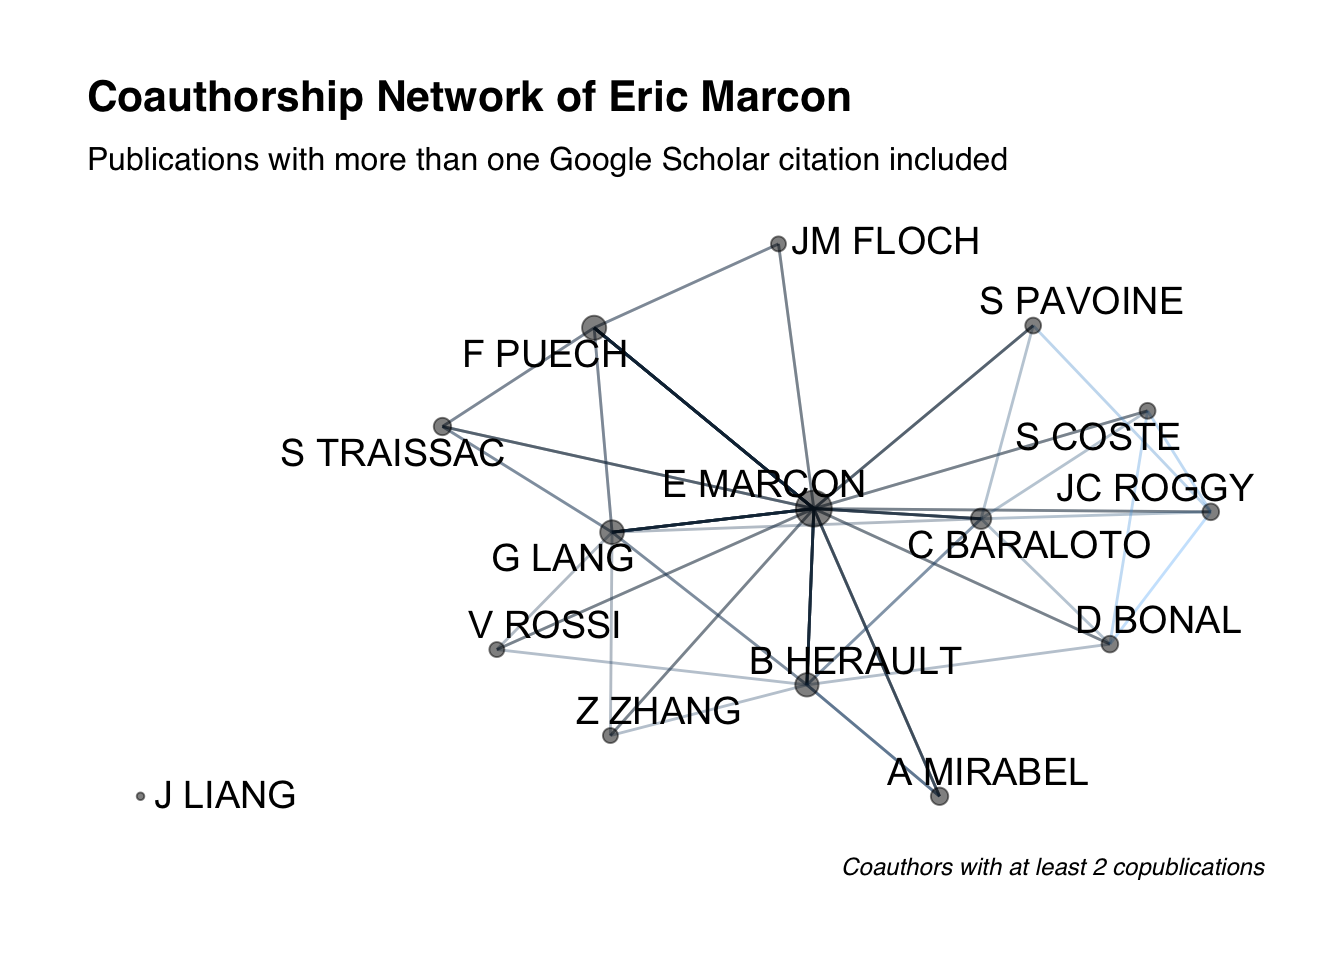 Coauthorship Network of Eric Marcon
Publications with more than one Google Scholar citation included
JM FLOCH
S PAVOINE
F PUECH
S COSTE
S TRAISSAC
E MARCON
JC ROGGY
C BARALOTO
G LANG
V ROSSI
D BONAL
B HERAULT
Z ZHANG
A MIRABEL
J LIANG
Coauthors with at least 2 copublications